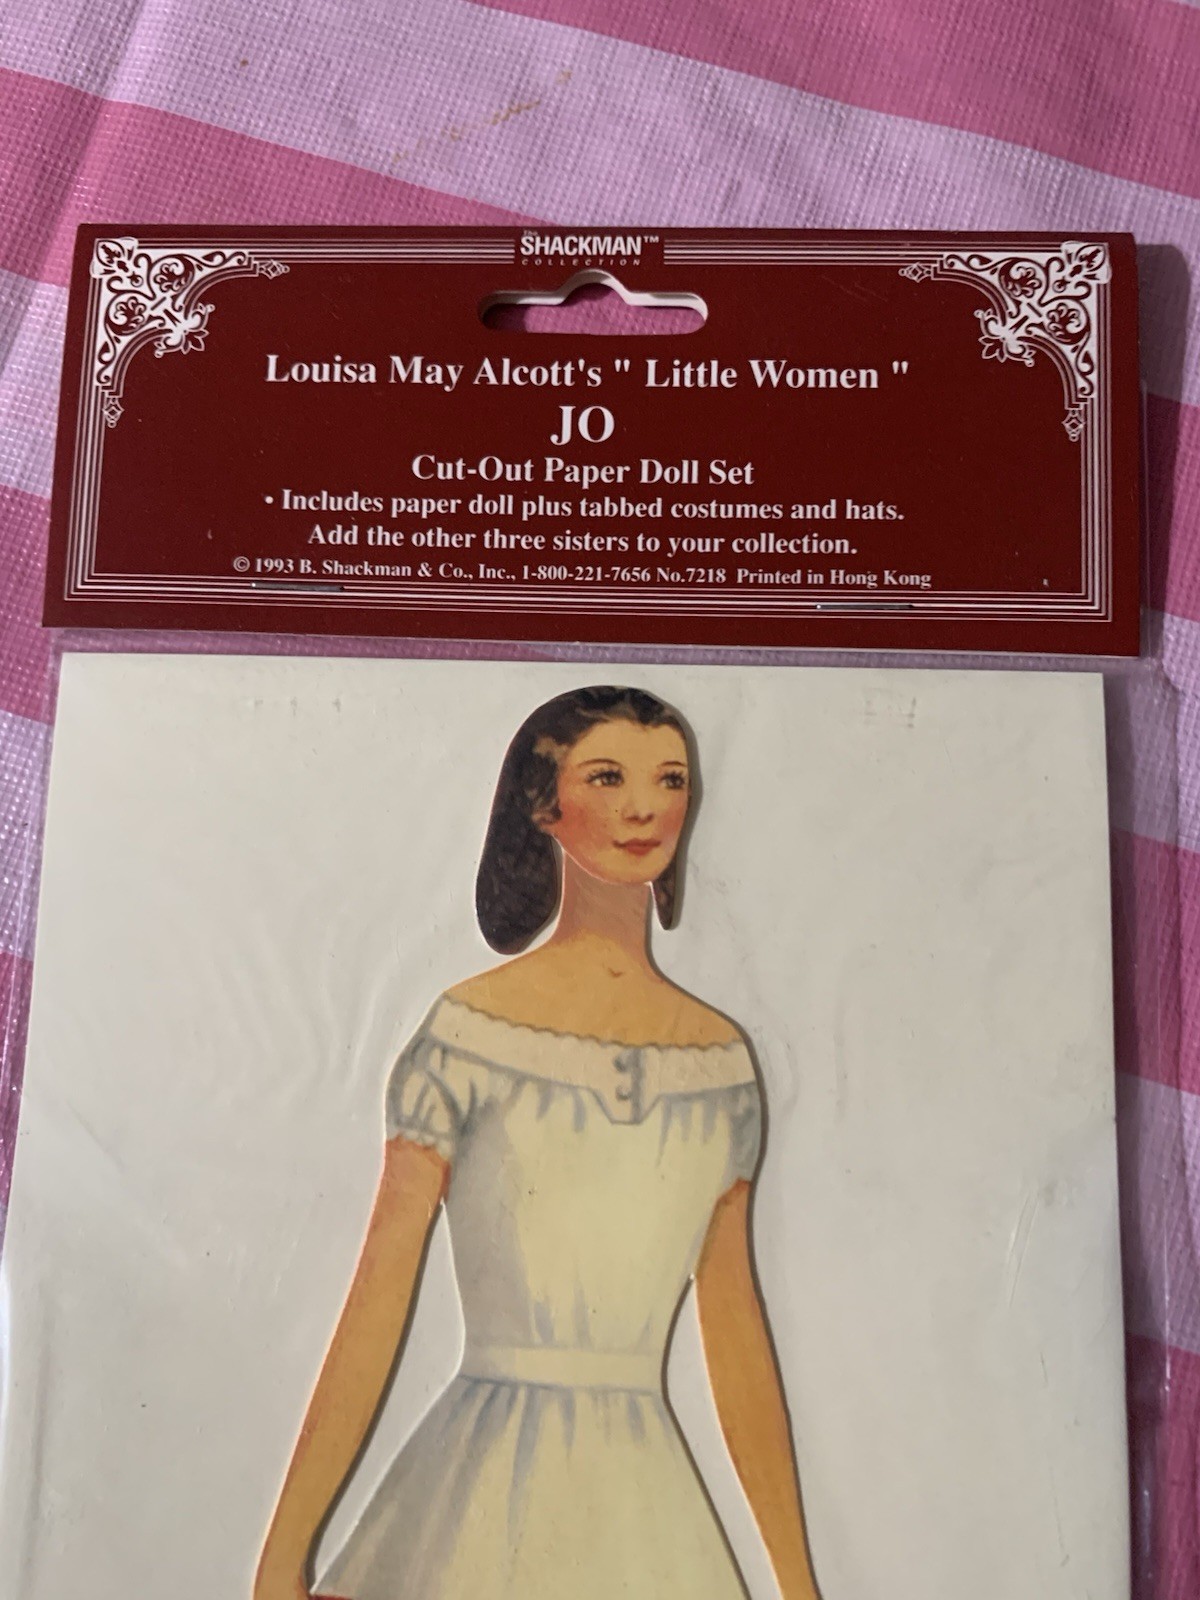 The
SHACKMAN™
COLLECTION
Louisa May Alcott's " Little Women "
JO
Cut-Out Paper Doll Set
• Includes paper doll plus tabbed costumes and hats.
Add the other three sisters to your collection.
© 1993 B. Shackman & Co., Inc., 1-800-221-7656 No.7218 Printed in Hong Kong